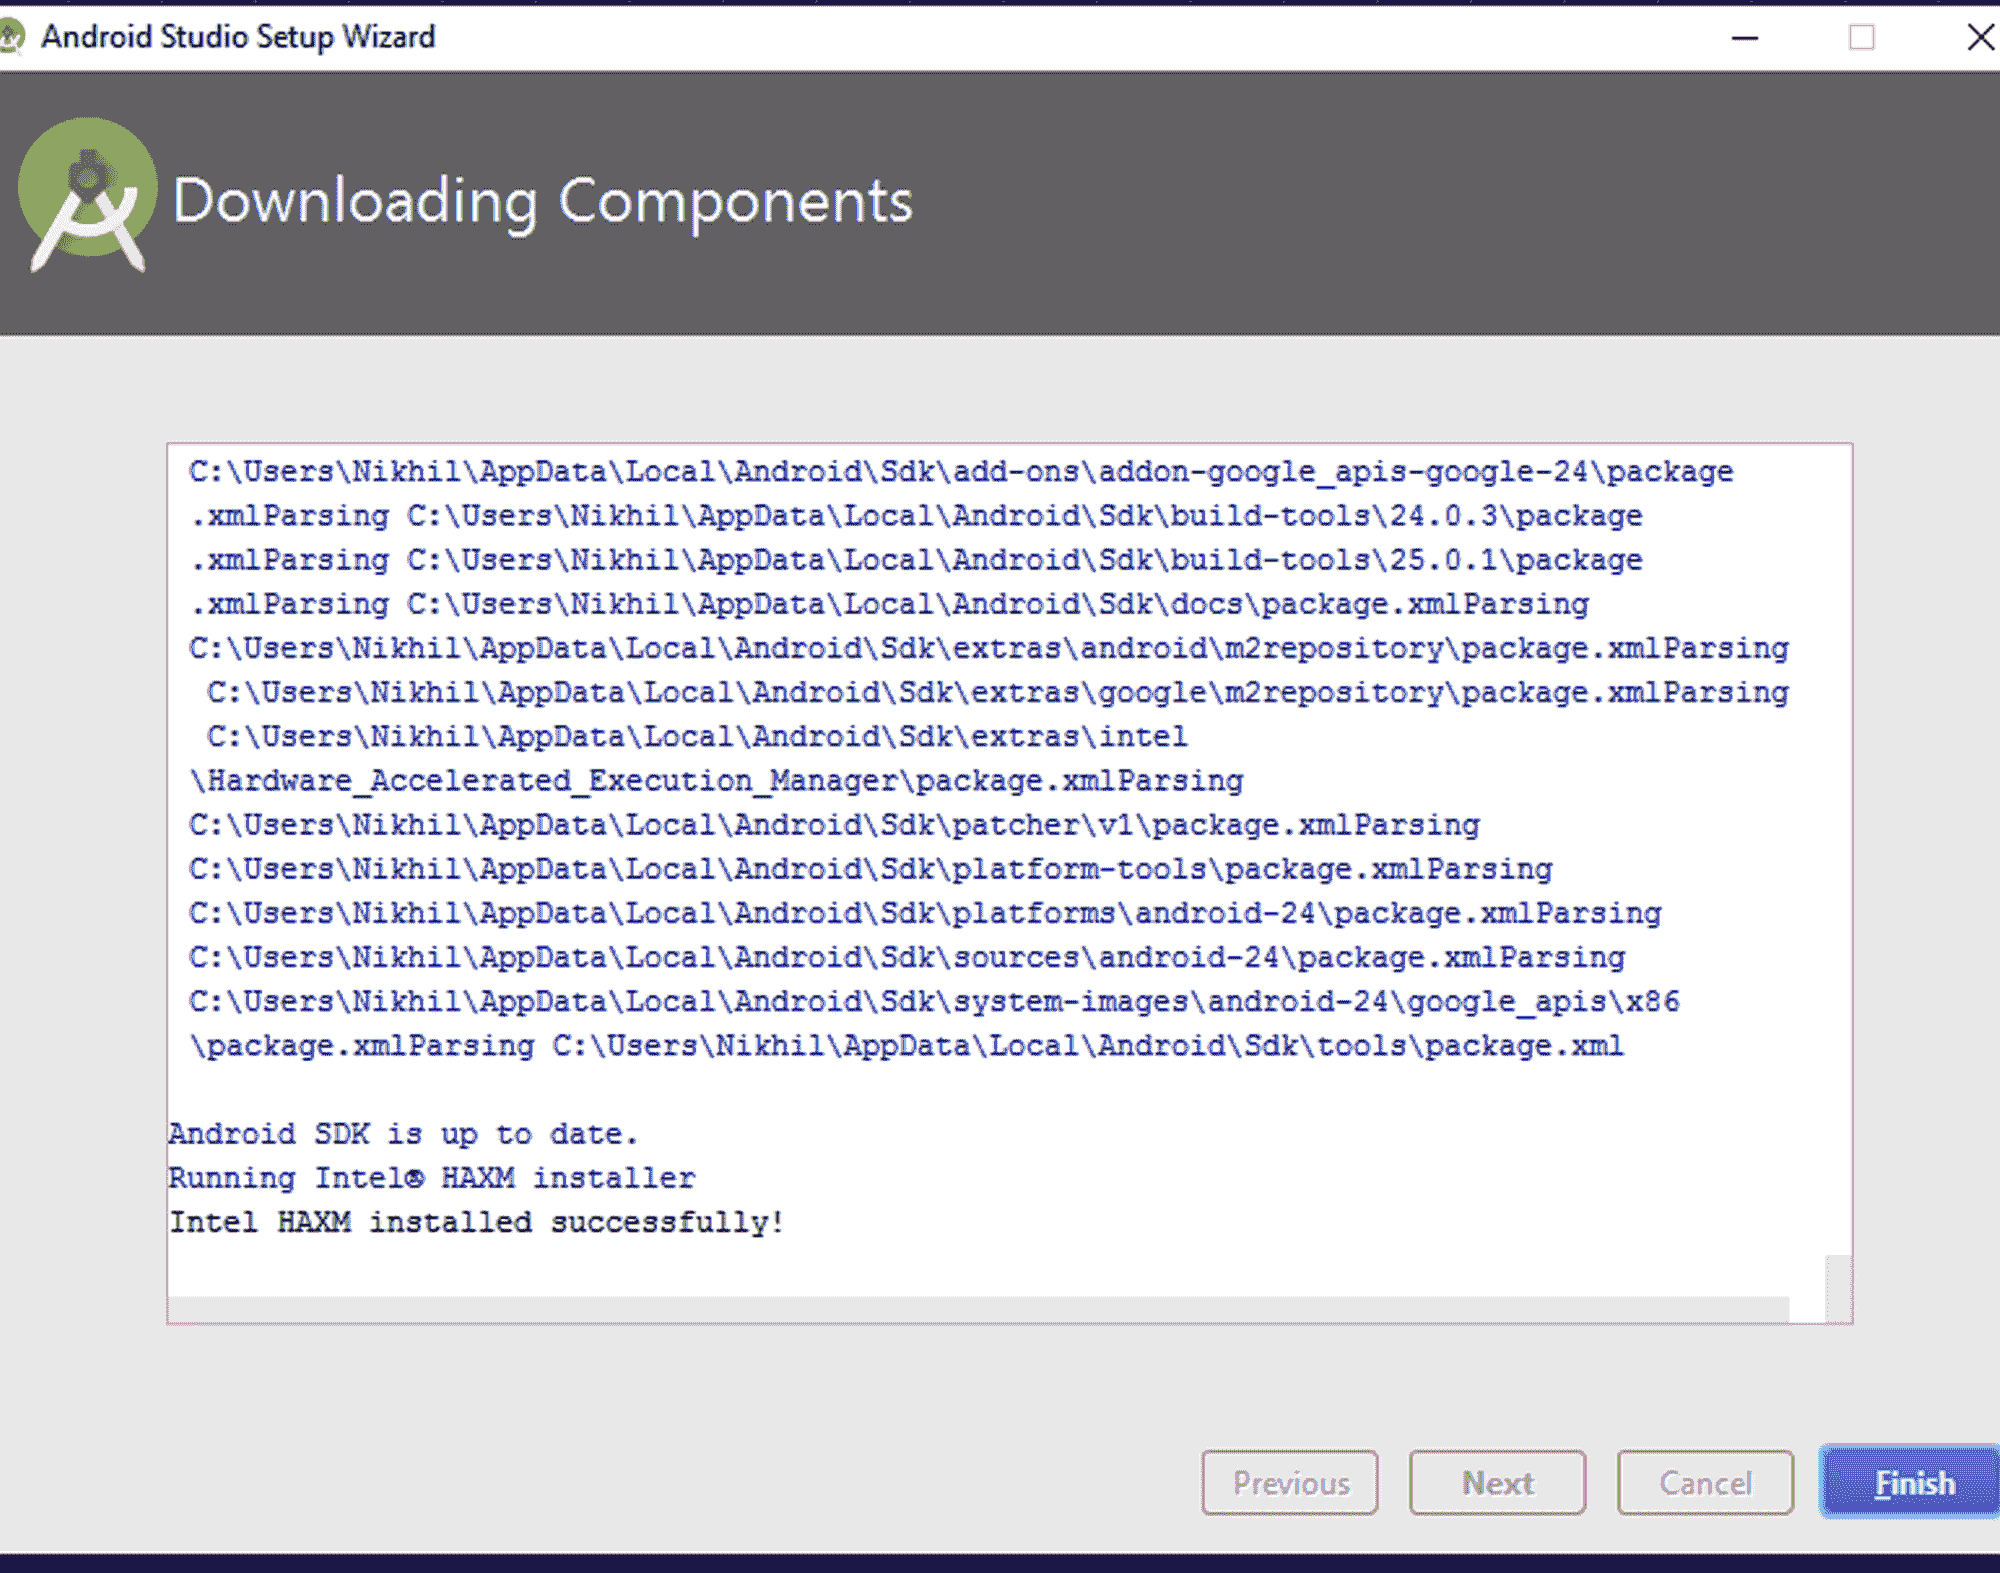 Android Studio Setup Wizard
Downloading Components
C:\Users\Nikhil\AppData\Local\Android\Sdk\add-ons\addon-google_apis-google-24\package
.xmlParsing C:\Users\Nikhil\AppData\Local\Android\Sdk\build-tools\24.0.3\package
.xmlParsing C:\Users\Nikhil\AppData\Local\Android\Sdk\build-tools\25.0.1\package
.xmlParsing C:\Users\Nikhil\AppData\Local\Android\Sdk\docs\package.xmlParsing
C:\Users\Nikhil\AppData\Local\Android\Sdk\extras\android\m2repository\package.xmlParsing
C:\Users\Nikhil\AppData\Local\Android\Sdk\extras\google\m2repository\package.xmlParsing
C:\Users\Nikhil\AppData\Local\Android\Sdk\extras\intel
\Hardware_Accelerated_Execution_Manager\package.xmlParsing
C:\Users\Nikhil\AppData\Local\Android\Sdk\patcher\v1\package.xmlParsing
C:\Users\Nikhil\AppData\Local\Android\Sdk\platform-tools\package.xmlParsing
C:\Users\Nikhil\AppData\Local\Android\Sdk\platforms\android-24\package.xmlParsing
C:\Users\Nikhil\AppData\Local\Android\Sdk\sources\android-24\package.xmlParsing
C:\Users\Nikhil\AppData\Local\Android\Sdk\system-images\android-24\google_apis\x86
\package.xmlParsing C:\Users\Nikhil\AppData\Local\Android\Sdk\tools\package.xml
Android SDK is up to date.
Running Intel® HAXM installer
Intel HAXM installed successfully!
Previous Next Cancel Finish